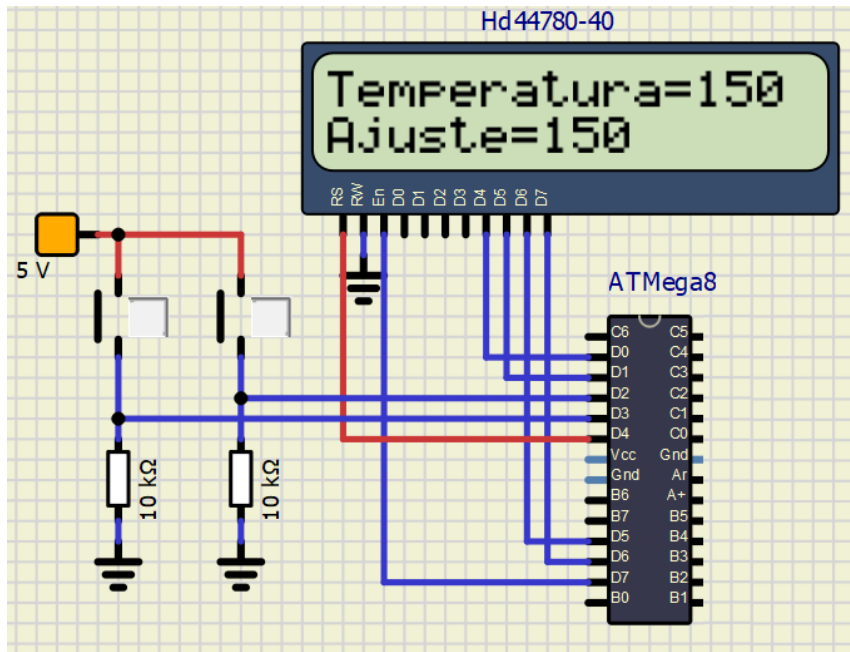 Hd44780-40
Temperatura=150
Ajuste=150
RS RW En D0 D1 D2 D3 D4 D5 D6 D7
5 V
ATMega8
C6 C5
D0 C4
D1 C3
D2 C2
D3 C1
D4 C0
Vcc Gnd
Gnd Ar
B6 A+
B7 B5
D5 B4
D6 B3
D7 B2
B0 B1
10 kΩ
10 kΩ